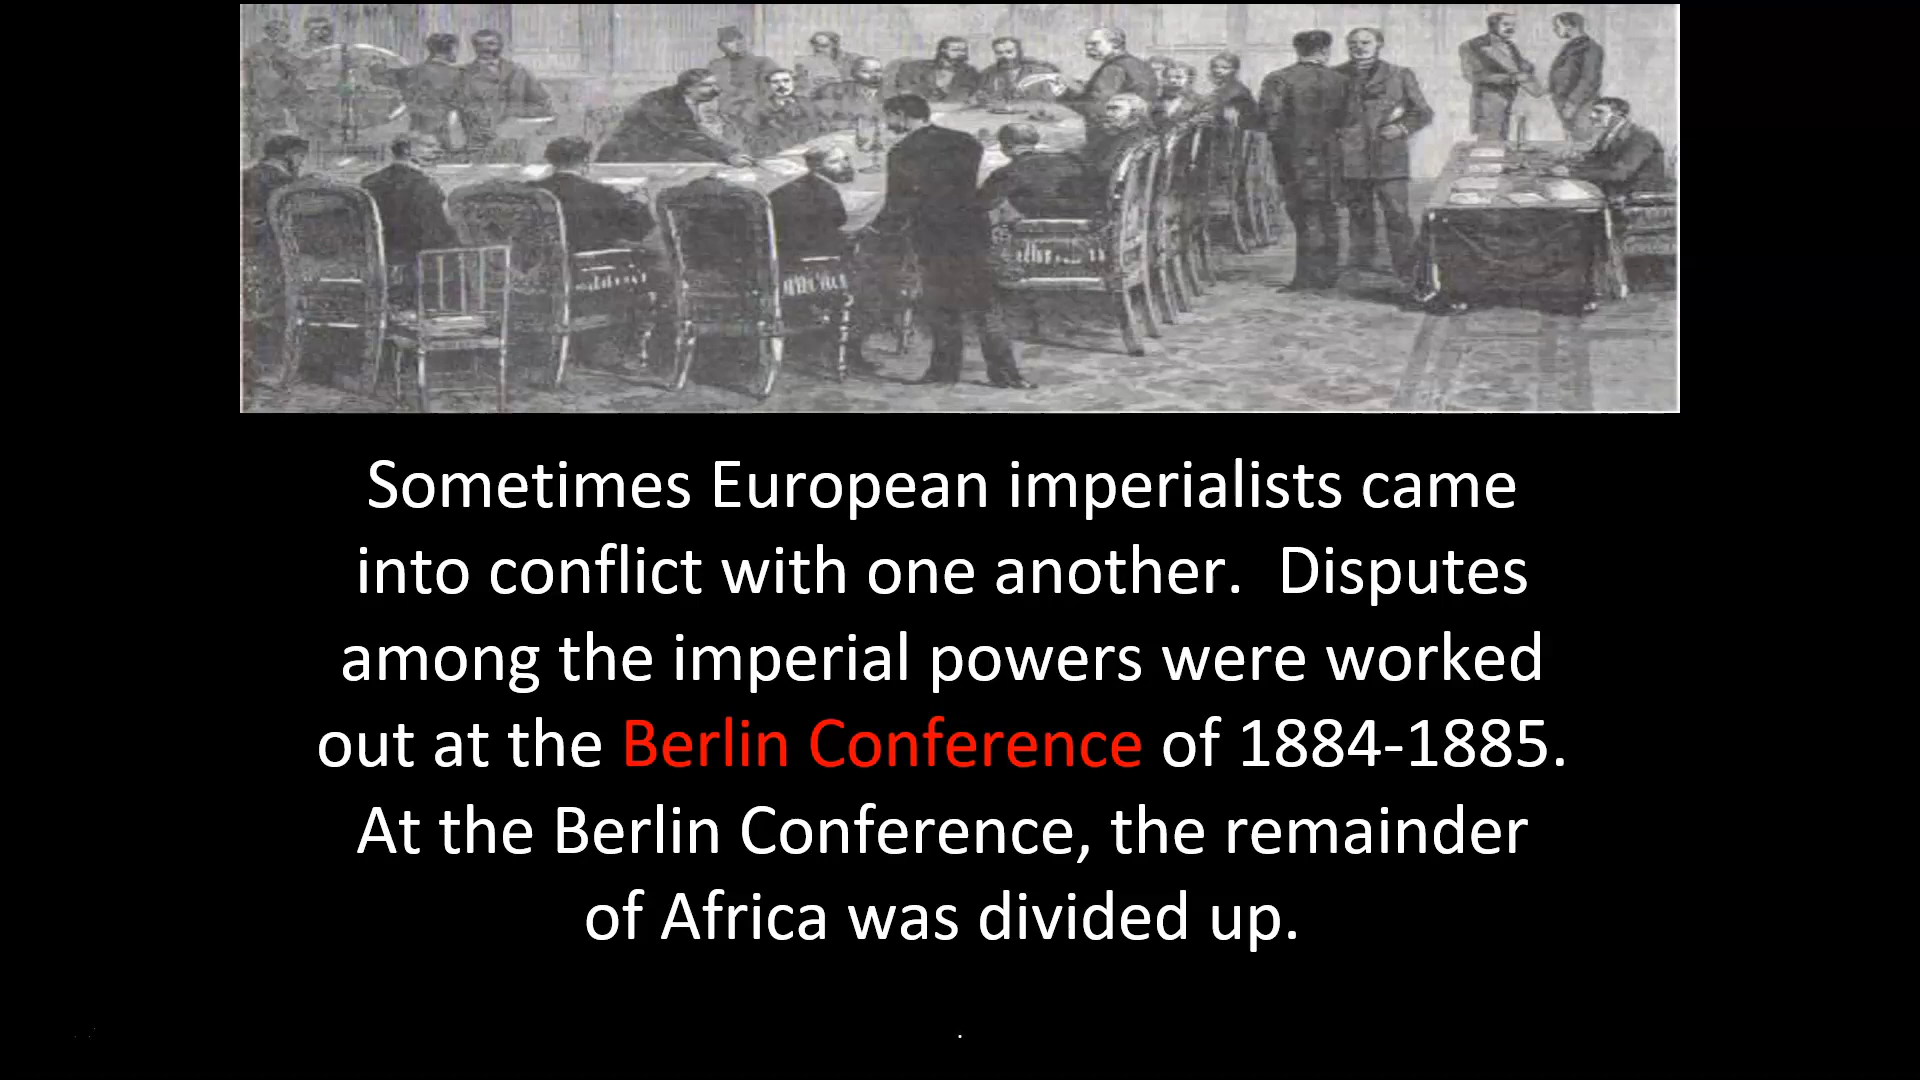 Sometimes European imperialists came
into conflict with one another.  Disputes
among the imperial powers were worked
out at the Berlin Conference of 1884-1885.
At the Berlin Conference, the remainder
of Africa was divided up.